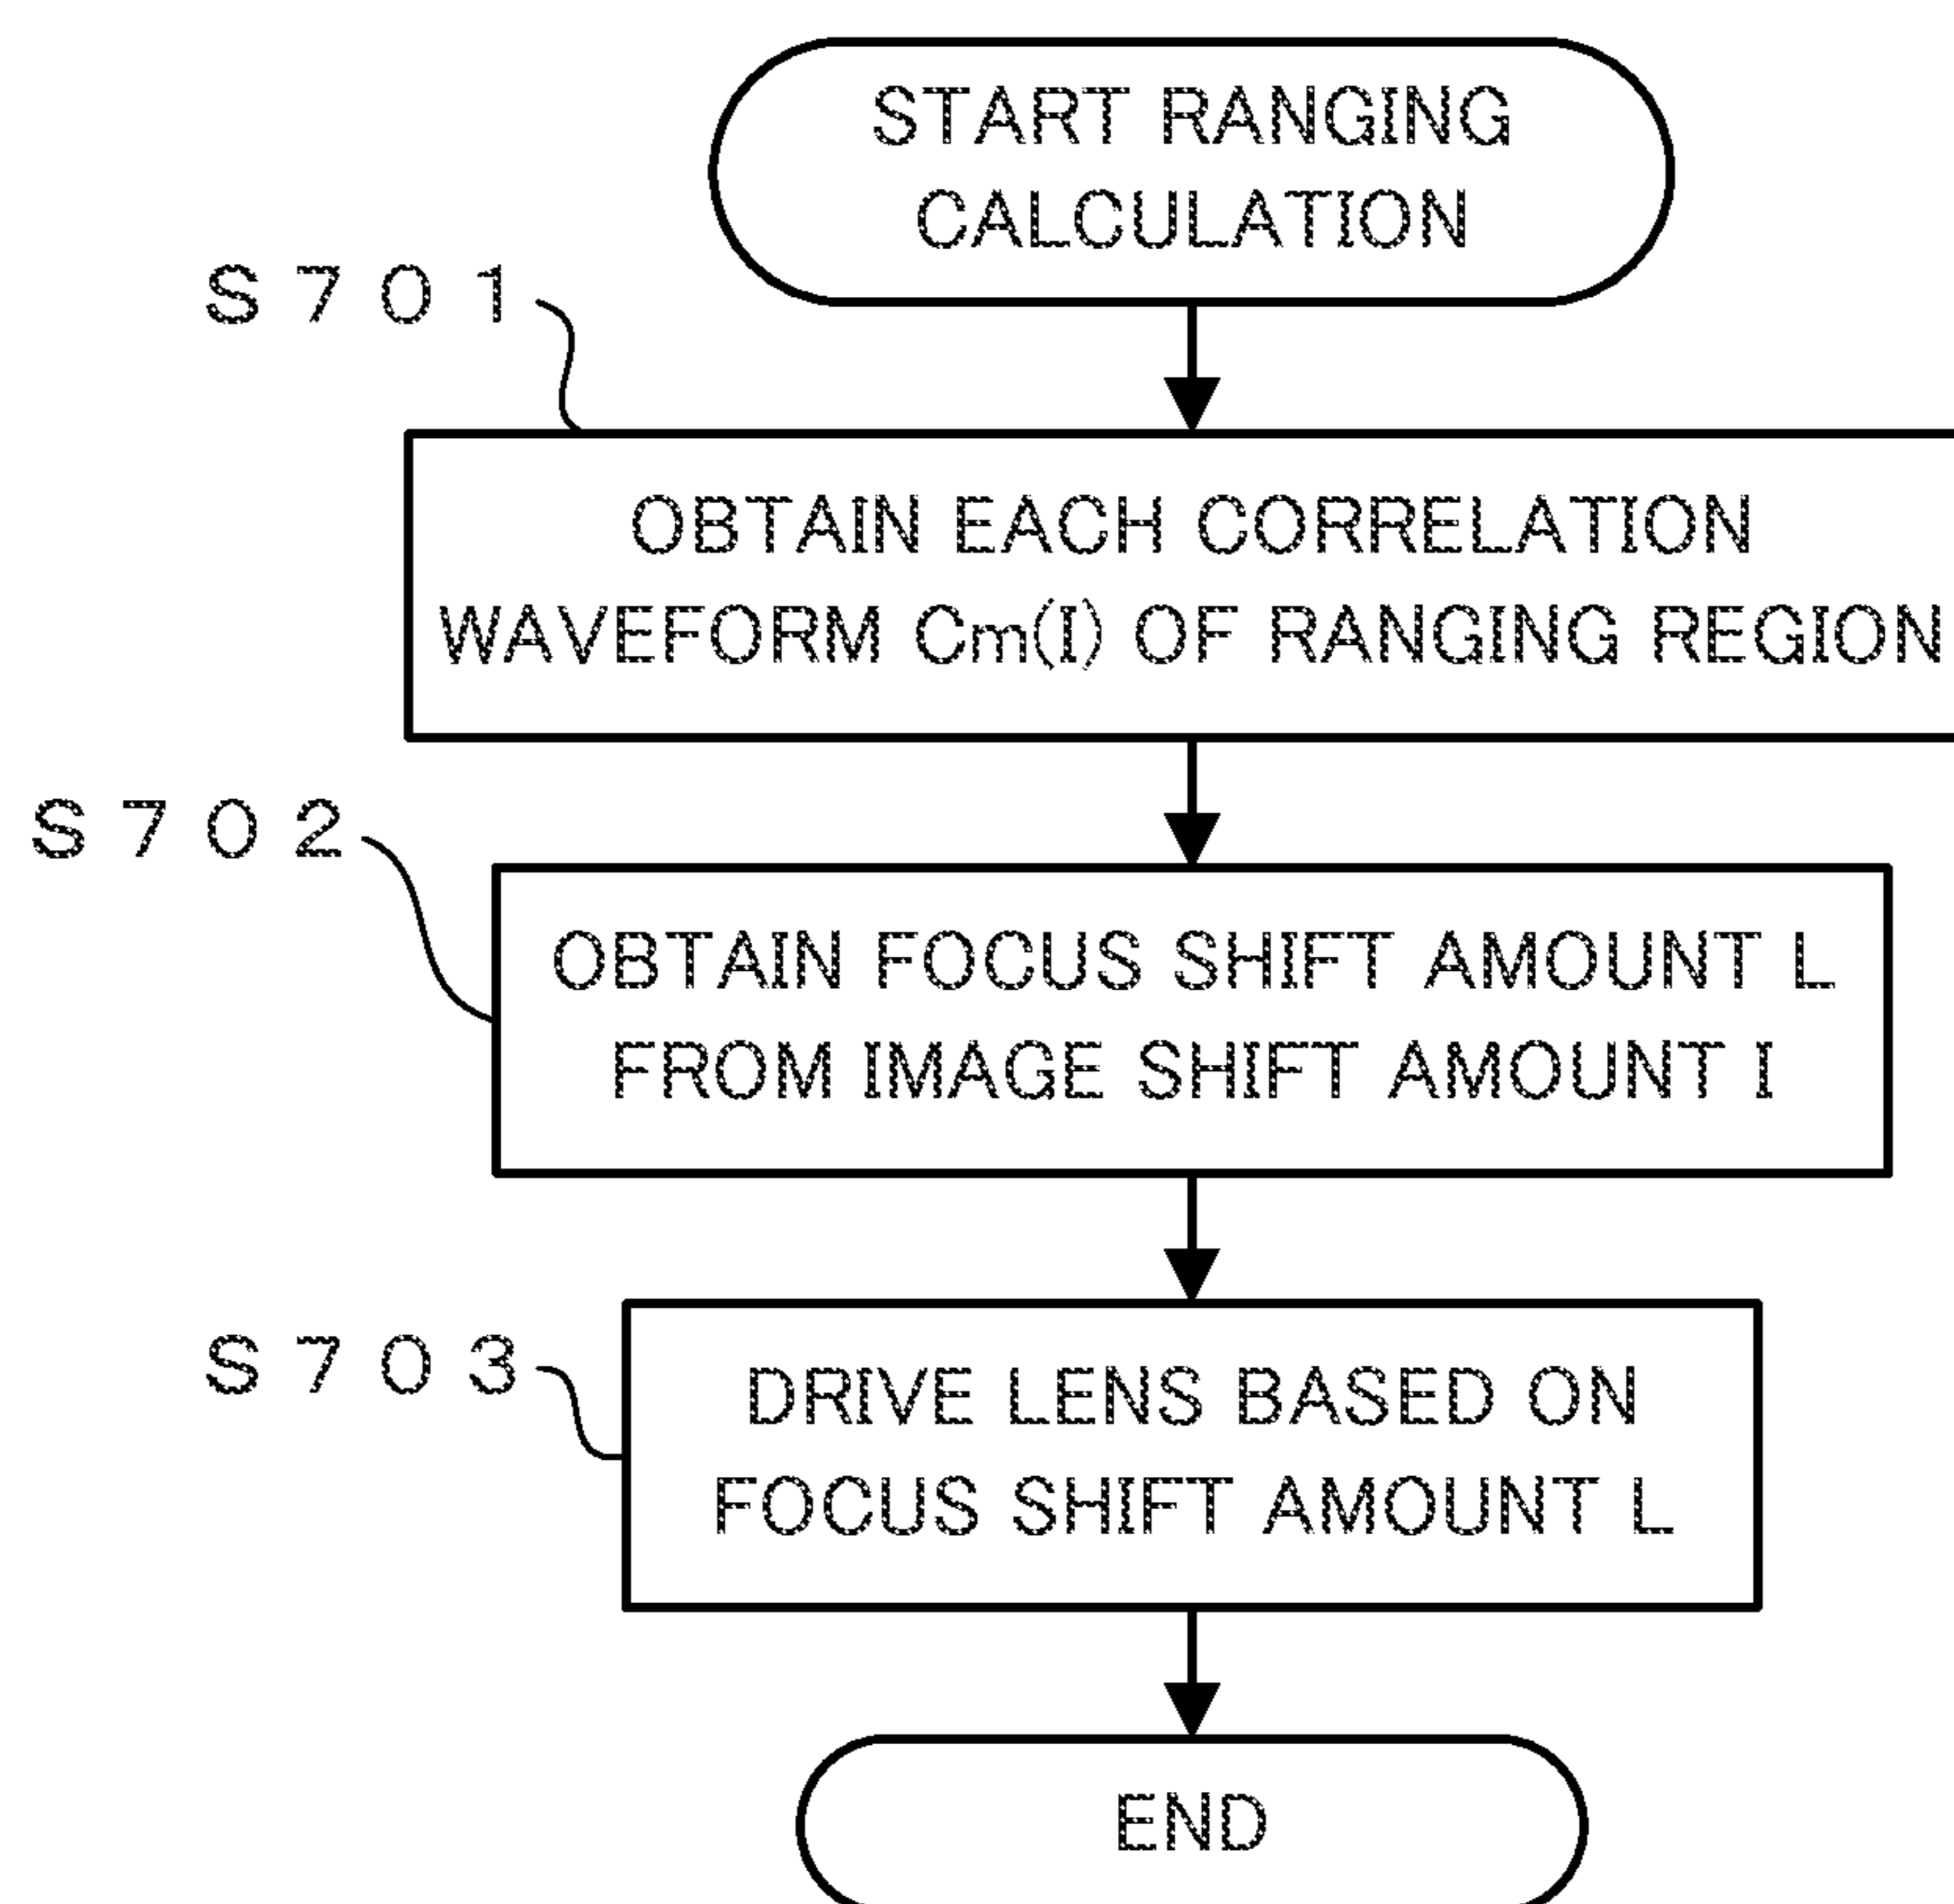 START RANGING
CALCULATION
S701
OBTAIN EACH CORRELATION
WAVEFORM Cm(I) OF RANGING REGION
S702
OBTAIN FOCUS SHIFT AMOUNT L
FROM IMAGE SHIFT AMOUNT I
S703
DRIVE LENS BASED ON
FOCUS SHIFT AMOUNT L
END